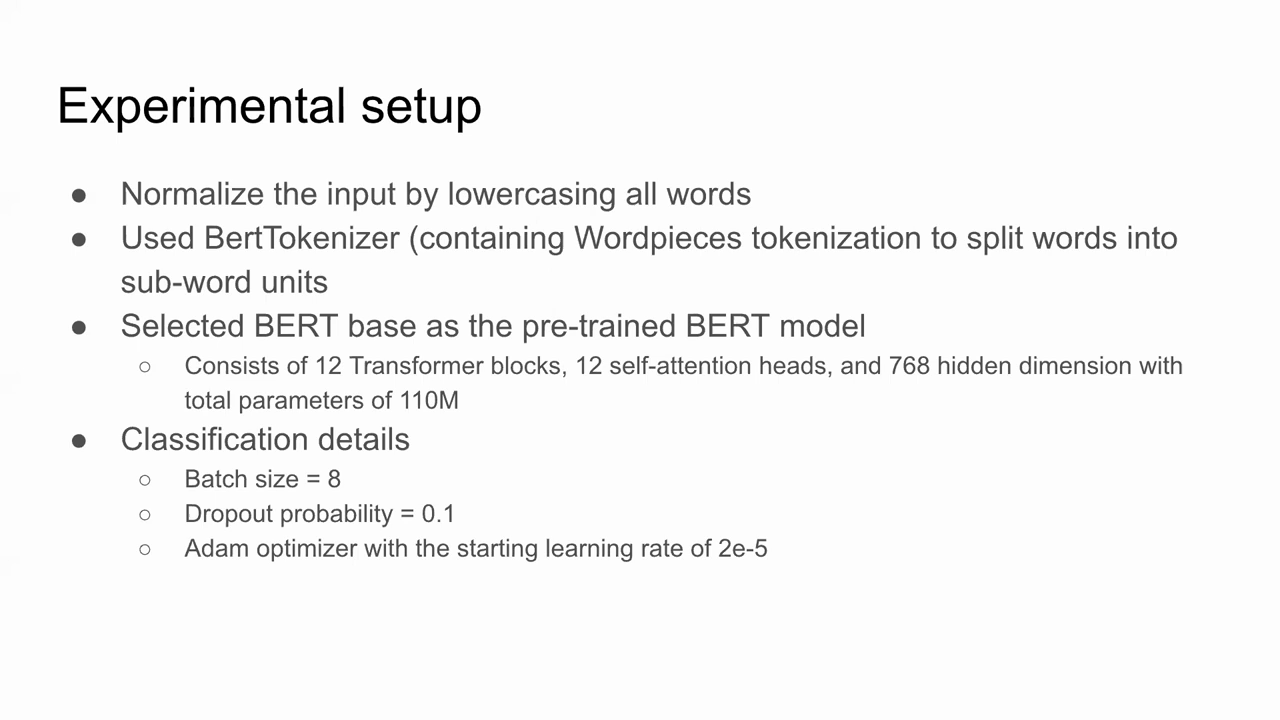 Experimental setup
● Normalize the input by lowercasing all words
● Used BertTokenizer (containing Wordpieces tokenization to split words into
sub-word units
● Selected BERT base as the pre-trained BERT model
○ Consists of 12 Transformer blocks, 12 self-attention heads, and 768 hidden dimension with
total parameters of 110M
● Classification details
○ Batch size = 8
○ Dropout probability = 0.1
○ Adam optimizer with the starting learning rate of 2e-5